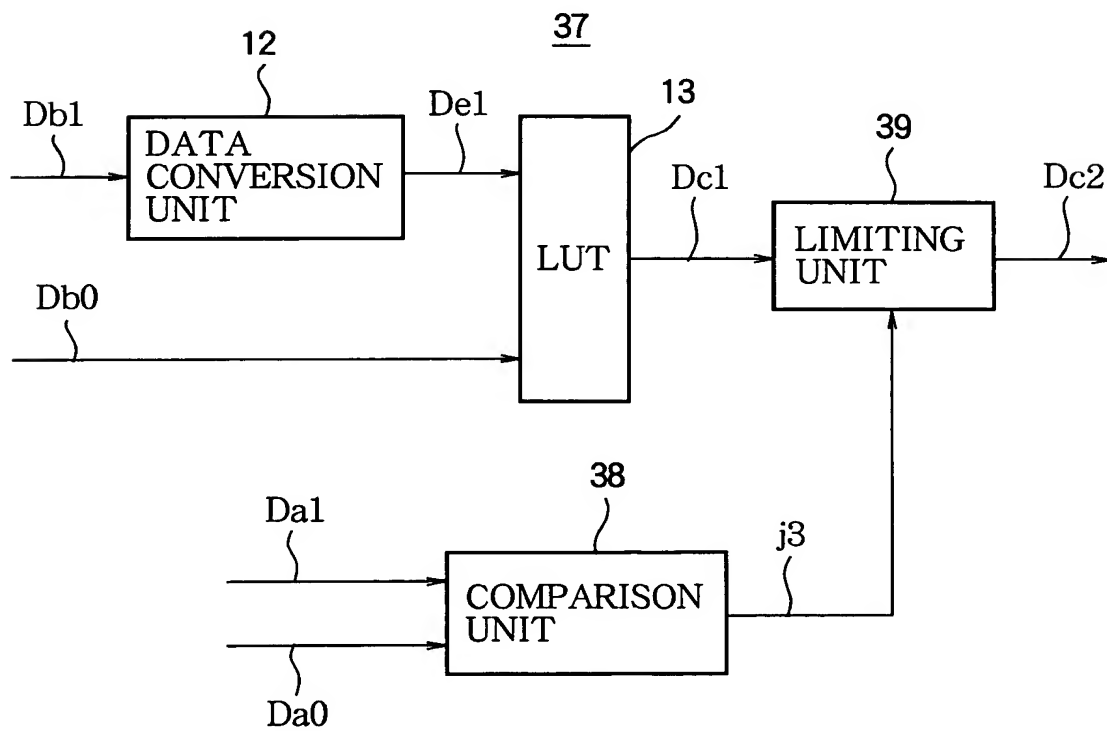 37
12
Db1
DATA
CONVERSION
UNIT
De1
13
LUT
Dc1
39
LIMITING
UNIT
Dc2
Db0
38
Da1
COMPARISON
UNIT
j3
Da0